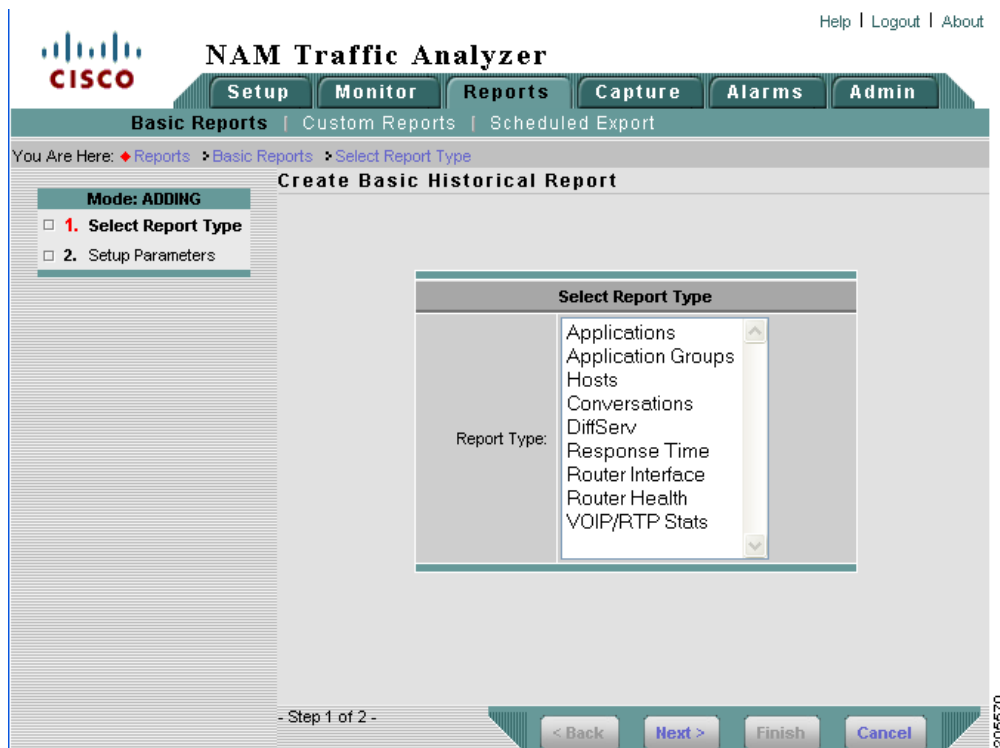 Help | Logout | About
CISCO
NAM Traffic Analyzer
Setup Monitor Reports Capture Alarms Admin
Basic Reports | Custom Reports | Scheduled Export
You Are Here: Reports Basic Reports Select Report Type
Mode: ADDING
1. Select Report Type
2. Setup Parameters
Create Basic Historical Report
Select Report Type
Report Type:
Applications
Application Groups
Hosts
Conversations
DiffServ
Response Time
Router Interface
Router Health
VOIP/RTP Stats
- Step 1 of 2 -
< Back Next > Finish Cancel